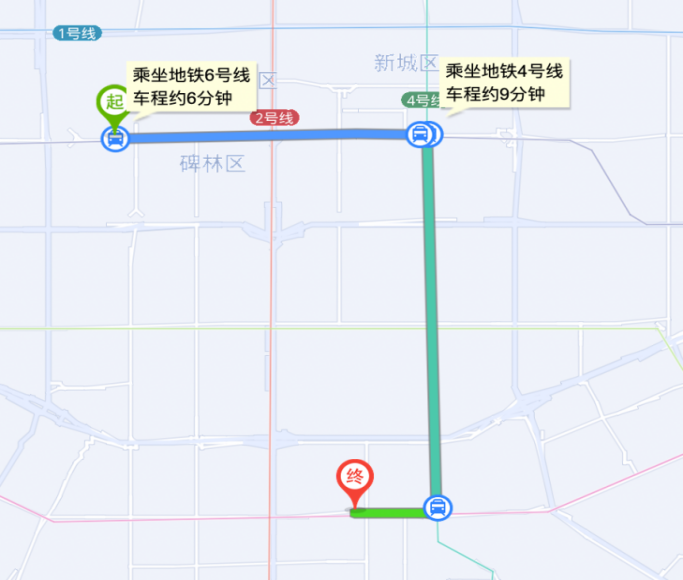 1号线
新城区
乘坐地铁6号线
车程约6分钟
区
乘坐地铁4号线
车程约9分钟
起
4号
2号线
碑林区
终